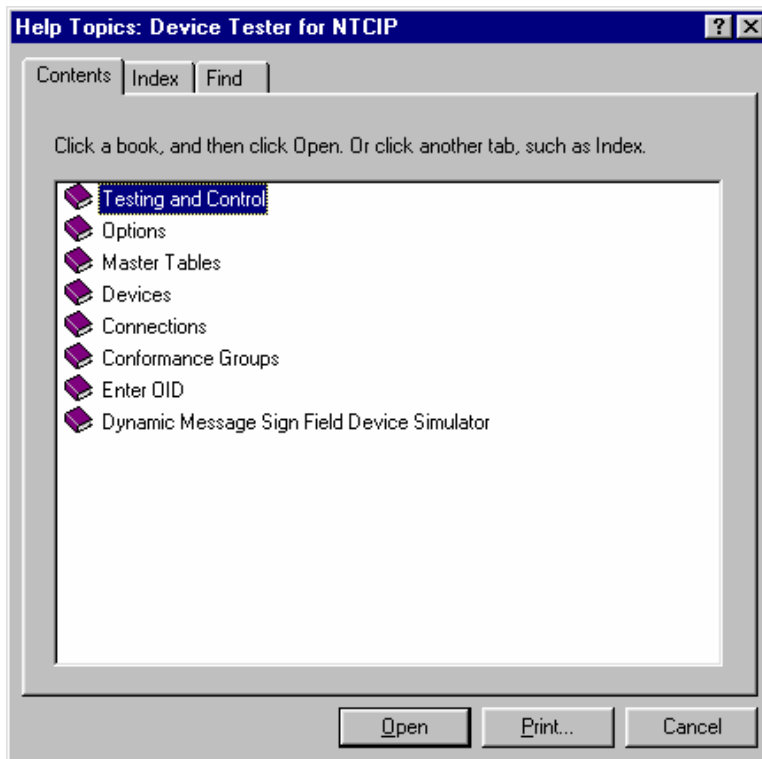 Help Topics: Device Tester for NTCIP
Contents Index Find
Click a book, and then click Open. Or click another tab, such as Index.
Testing and Control
Options
Master Tables
Devices
Connections
Conformance Groups
Enter OID
Dynamic Message Sign Field Device Simulator
Open Print... Cancel